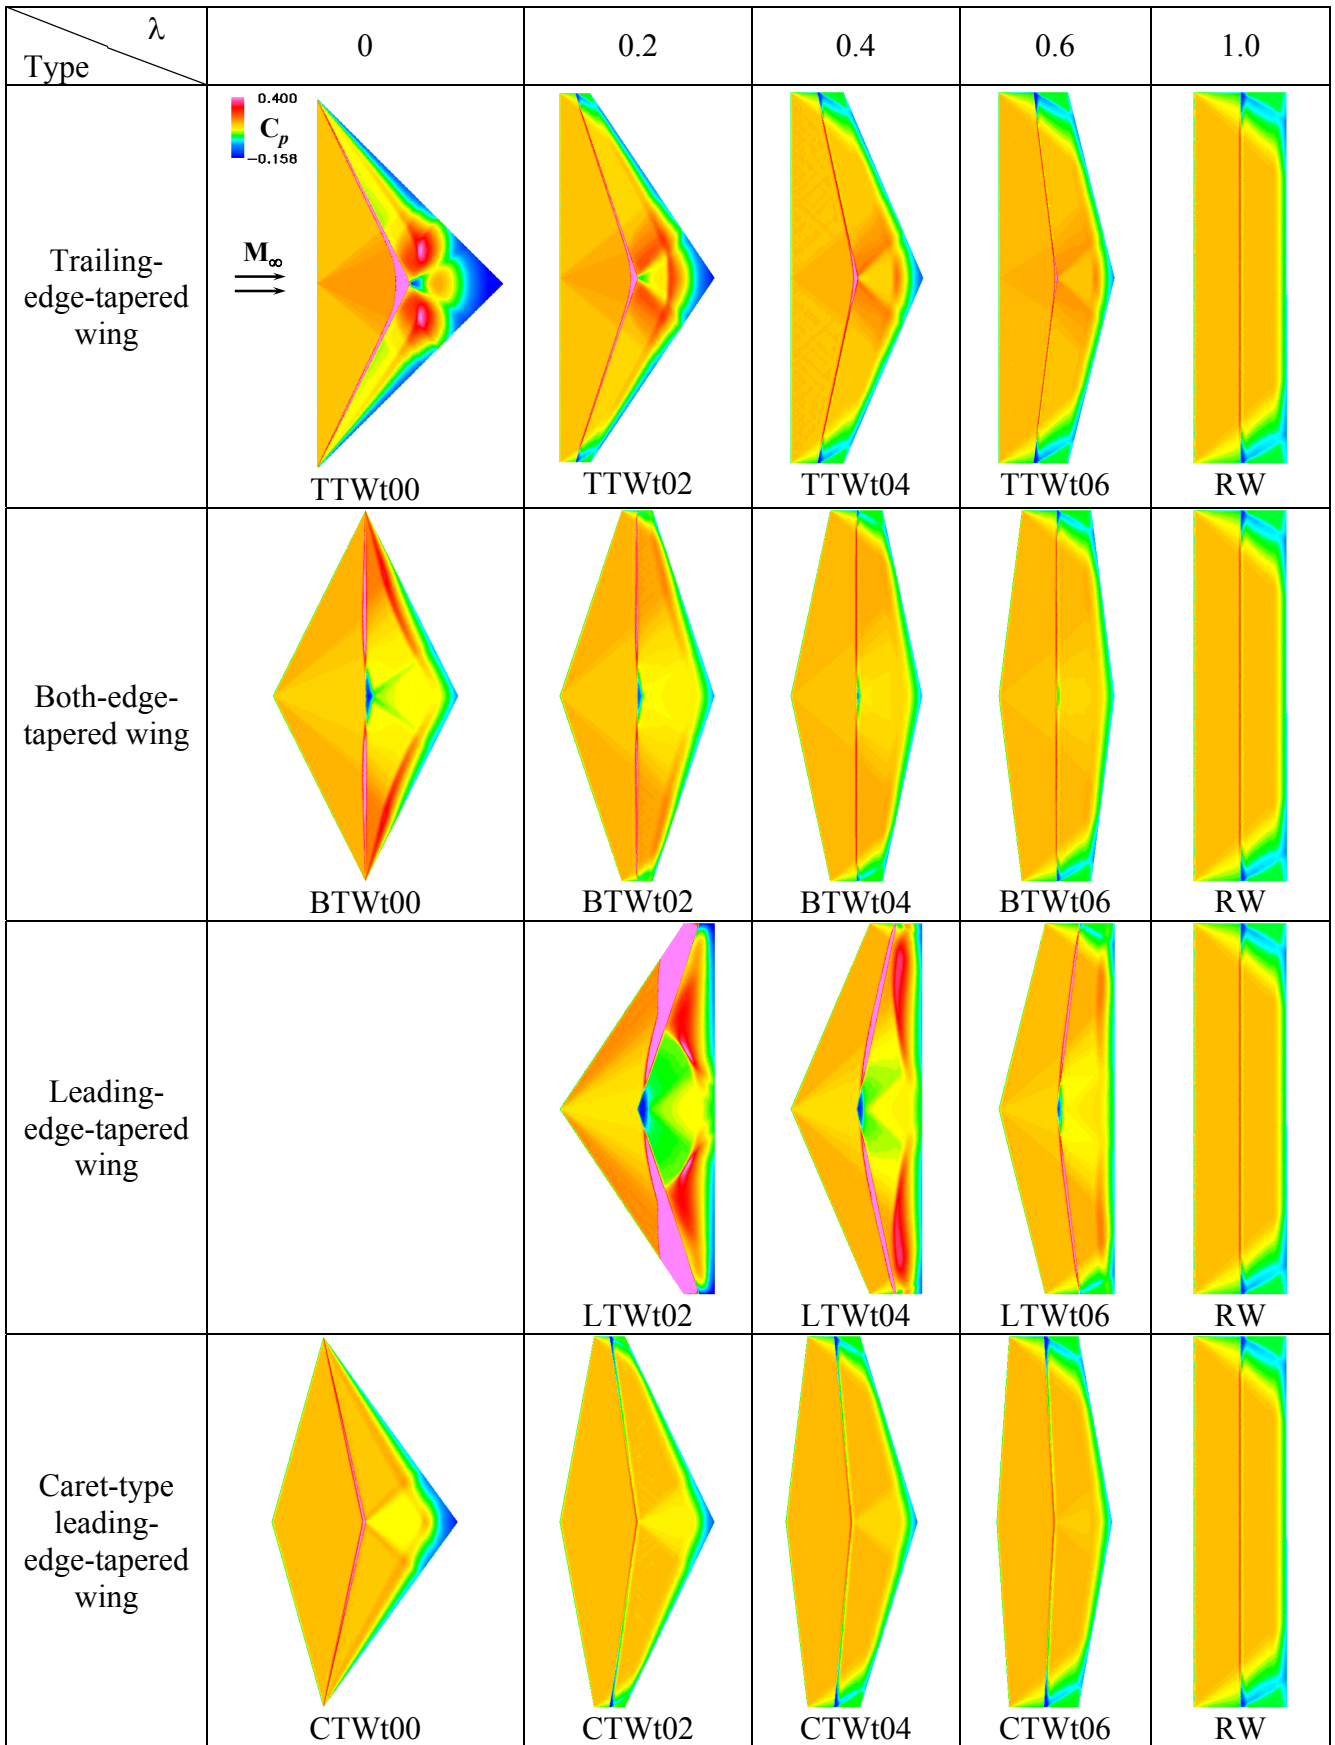 λ
Type
0
0.2
0.4
0.6
1.0
Trailing-
edge-tapered
wing
0.400
Cp
−0.158
M∞
TTWt00
TTWt02
TTWt04
TTWt06
RW
Both-edge-
tapered wing
BTWt00
BTWt02
BTWt04
BTWt06
RW
Leading-
edge-tapered
wing
LTWt02
LTWt04
LTWt06
RW
Caret-type
leading-
edge-tapered
wing
CTWt00
CTWt02
CTWt04
CTWt06
RW